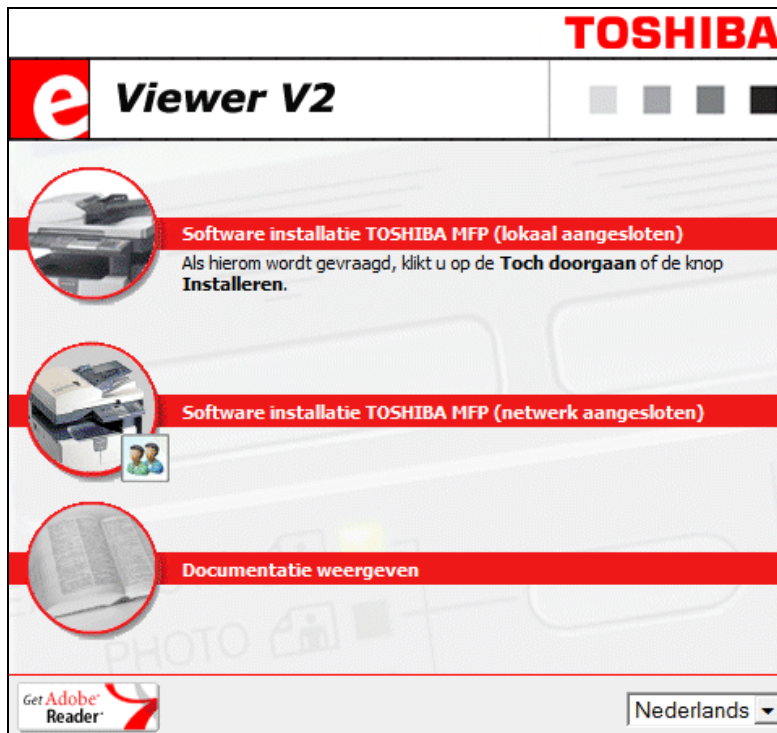 TOSHIBA
e Viewer V2
Software installatie TOSHIBA MFP (lokaal aangesloten)
Als hierom wordt gevraagd, klikt u op de Toch doorgaan of de knop
Installeren.
Software installatie TOSHIBA MFP (netwerk aangesloten)
Documentatie weergeven
PHOTO
Get Adobe
Reader
Nederlands